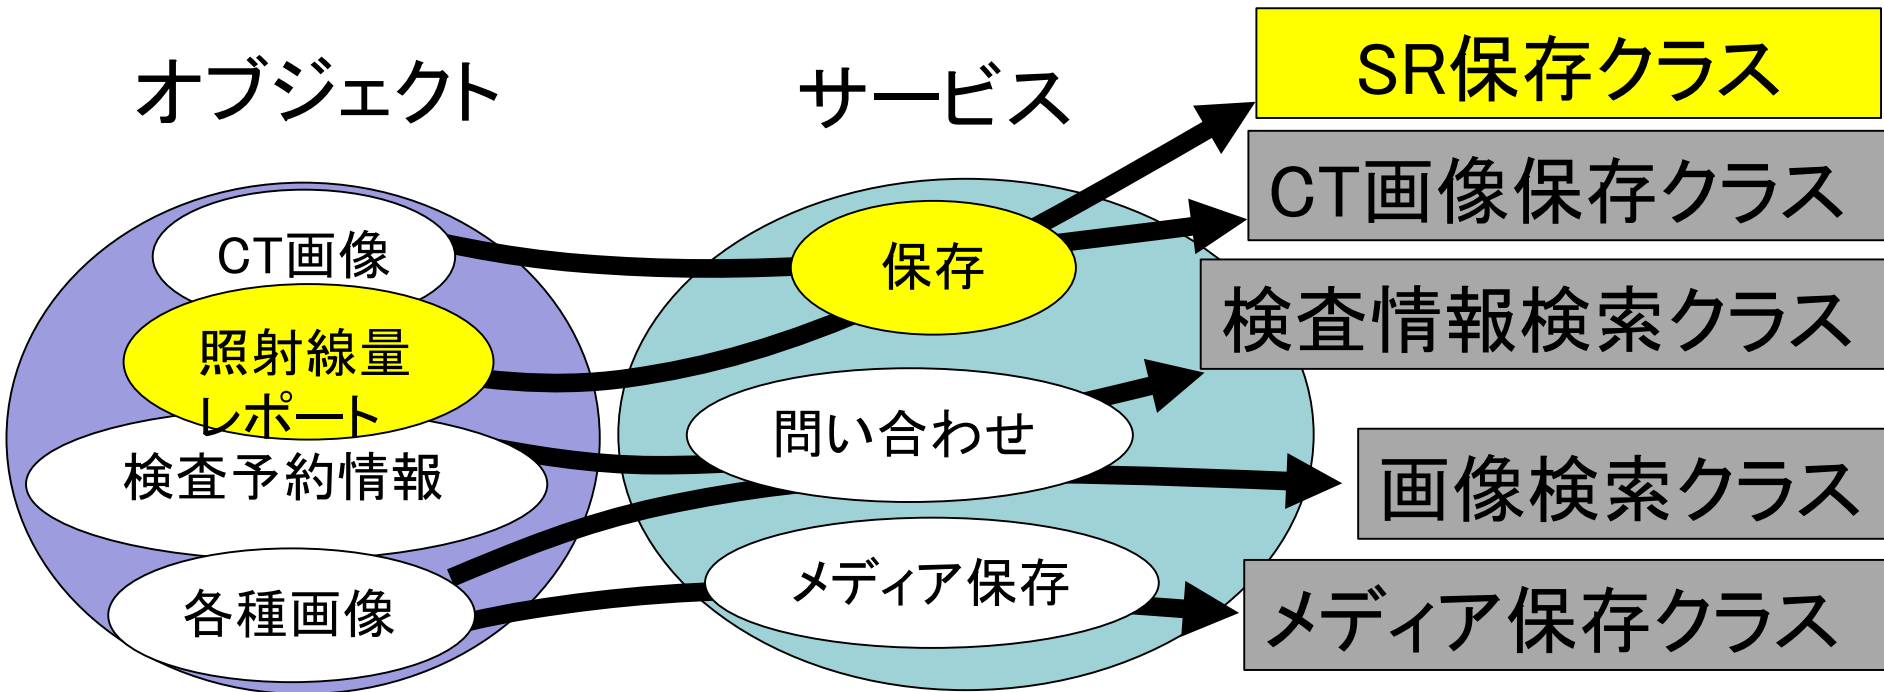 オブジェクト
サービス
SR保存クラス
CT画像保存クラス
検査情報検索クラス
画像検索クラス
メディア保存クラス
CT画像
照射線量
レポート
検査予約情報
各種画像
保存
問い合わせ
メディア保存